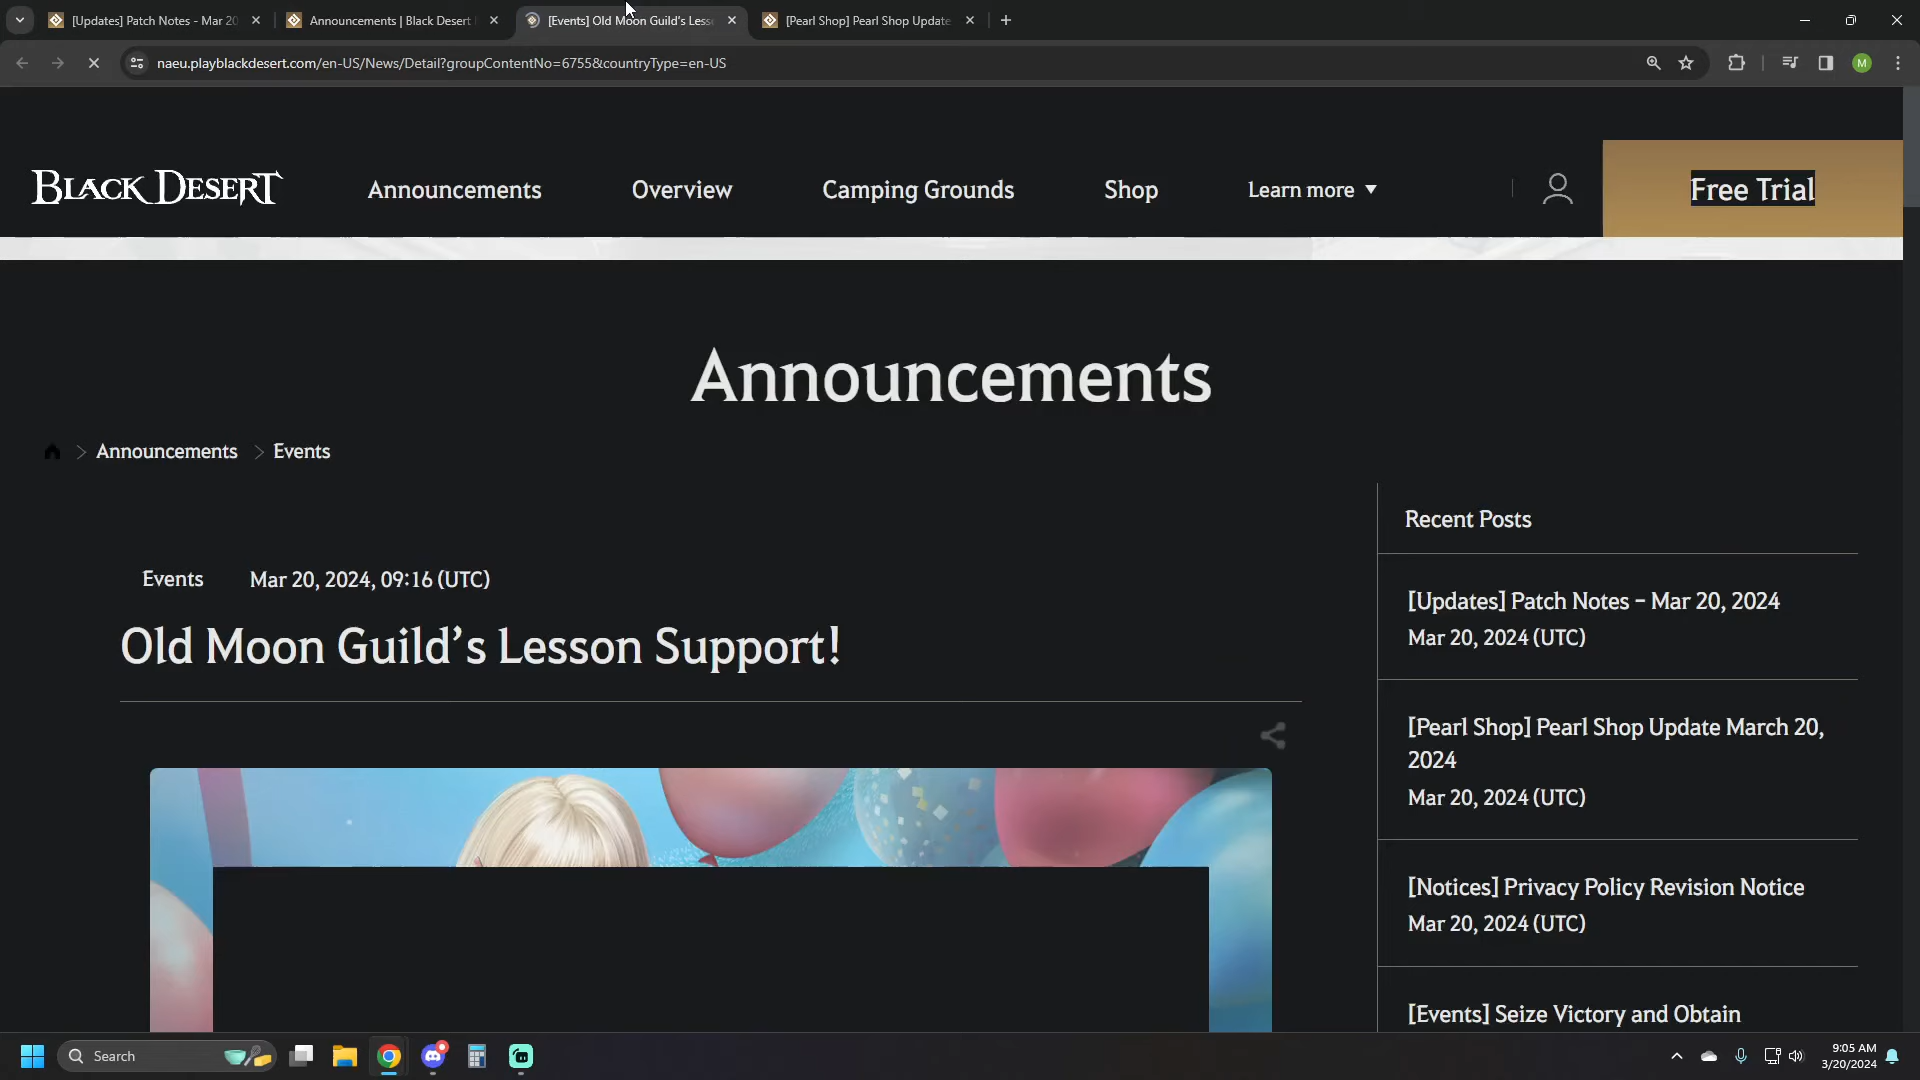 [Updates] Patch Notes - Mar 20
Announcements | Black Desert
[Events] Old Moon Guild's Less
[Pearl Shop] Pearl Shop Update
naeu.playblackdesert.com/en-US/News/Detail?groupContentNo=6755&countryType=en-US
M
BLACK DESERT
Announcements
Overview
Camping Grounds
Shop
Learn more
Free Trial
Announcements
Announcements
Events
Events
Mar 20, 2024, 09:16 (UTC)
Old Moon Guild's Lesson Support!
Recent Posts
[Updates] Patch Notes – Mar 20, 2024
Mar 20, 2024 (UTC)
[Pearl Shop] Pearl Shop Update March 20,
2024
Mar 20, 2024 (UTC)
[Notices] Privacy Policy Revision Notice
Mar 20, 2024 (UTC)
[Events] Seize Victory and Obtain
Search
9:05 AM
3/20/2024